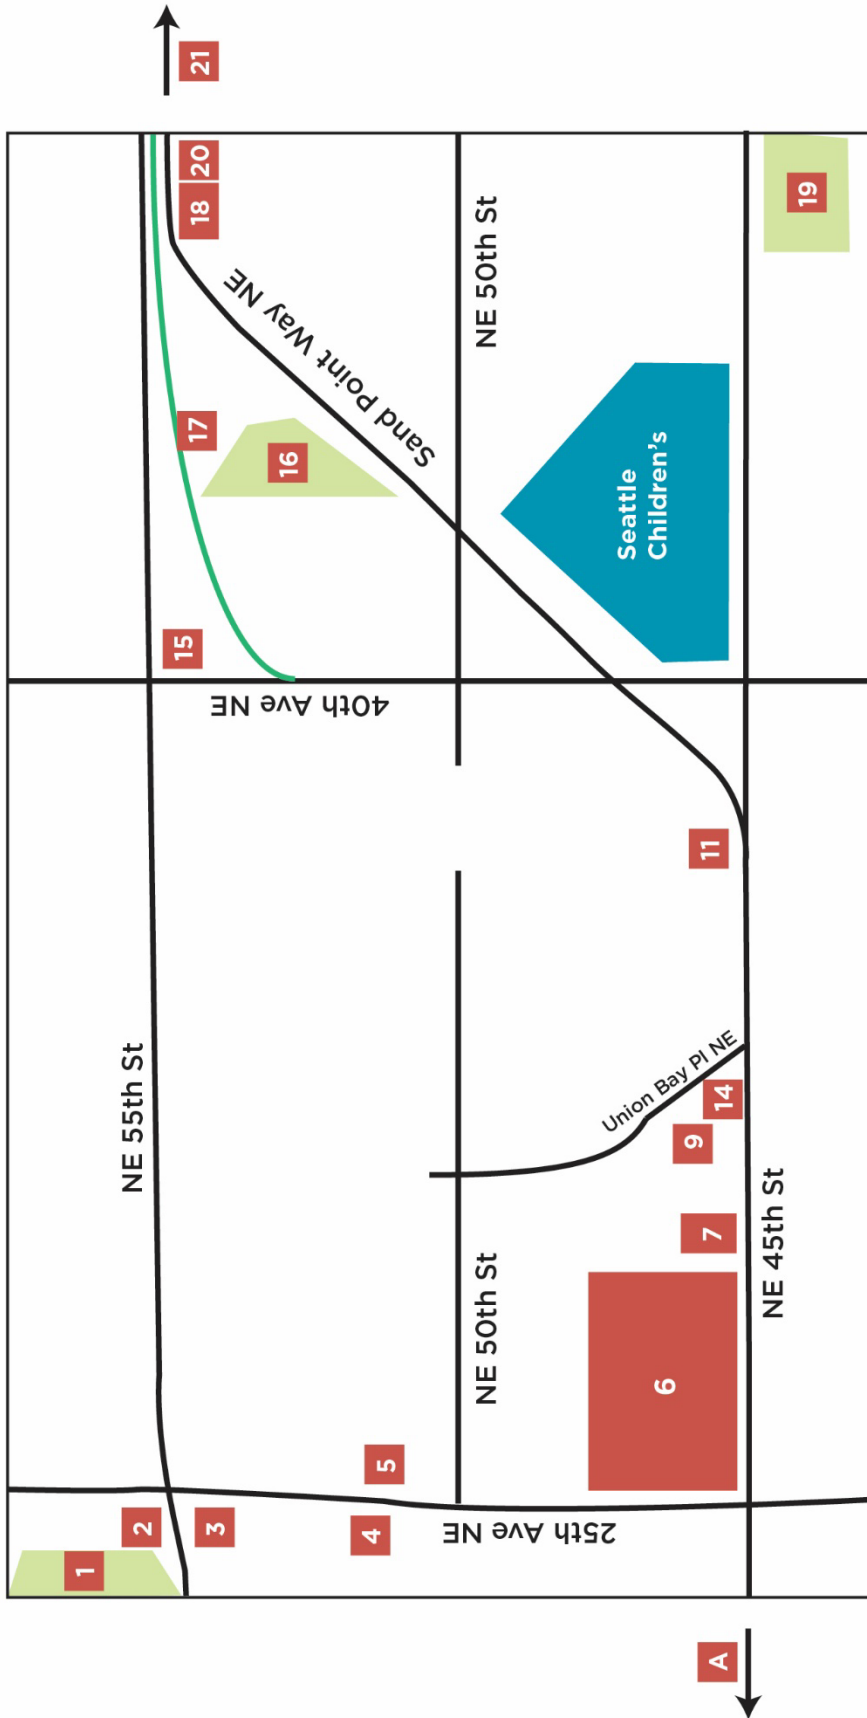 21
20
18
19
NE 50th St
Sand Point Way NE
17
16
Seattle
Children's
15
40th Ave NE
11
NE 55th St
Union Bay Pl NE
14
9
7
NE 45th St
NE 50th St
6
5
2
3
4
25th Ave NE
1
A